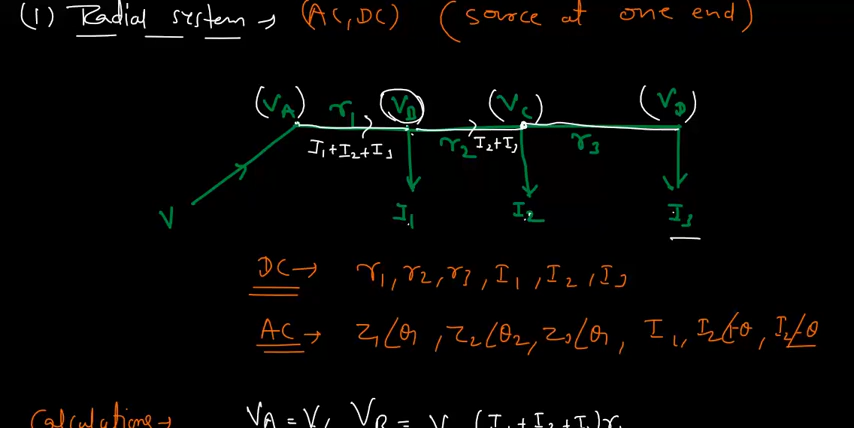 (1) Radial system → (AC, DC) (source at one end)
(VA) r1 VB (VC) (VD)
I1+I2+I3 r2 I2+I3 r3
V I1 I2 I3
DC → r1, r2, r3, I1, I2, I3
AC → Z1∠θ1, Z2∠θ2, Z3∠θ1, I1, I2∠-θ, I2∠-θ
Calculations → VA = V, VB = V (I1+I2+I3)r1